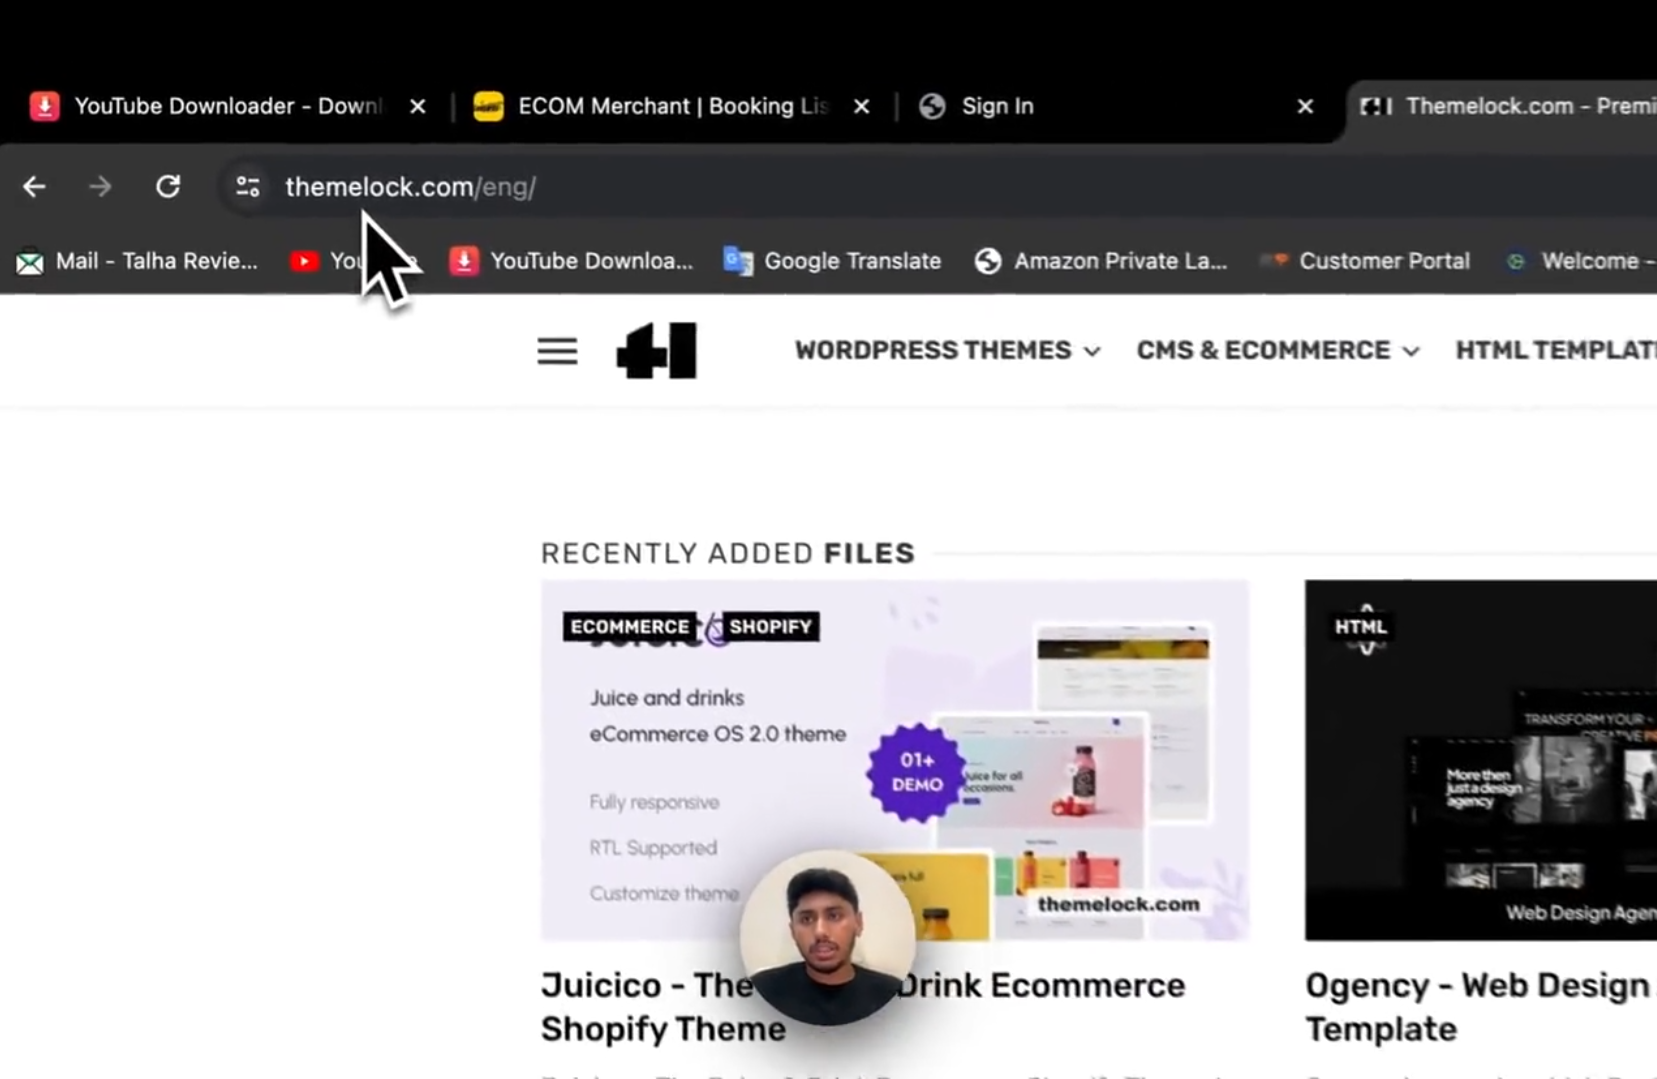 YouTube Downloader - Downl
ECOM Merchant | Booking Lis
Sign In
Themelock.com - Premi
themelock.com/eng/
Mail - Talha Revie...
YouTube Downloa...
Google Translate
Amazon Private La...
Customer Portal
Welcome -
WORDPRESS THEMES
CMS & ECOMMERCE
HTML TEMPLAT
RECENTLY ADDED FILES
ECOMMERCE
SHOPIFY
Juice and drinks
eCommerce OS 2.0 theme
Fully responsive
RTL Supported
Customize theme
01+
DEMO
Juice for all
occasions.
themelock.com
HTML
TRANSFORM YOUR
More then
just a design
agency
Web Design Agen
Juicico - The Drink Ecommerce
Shopify Theme
Ogency - Web Design
Template